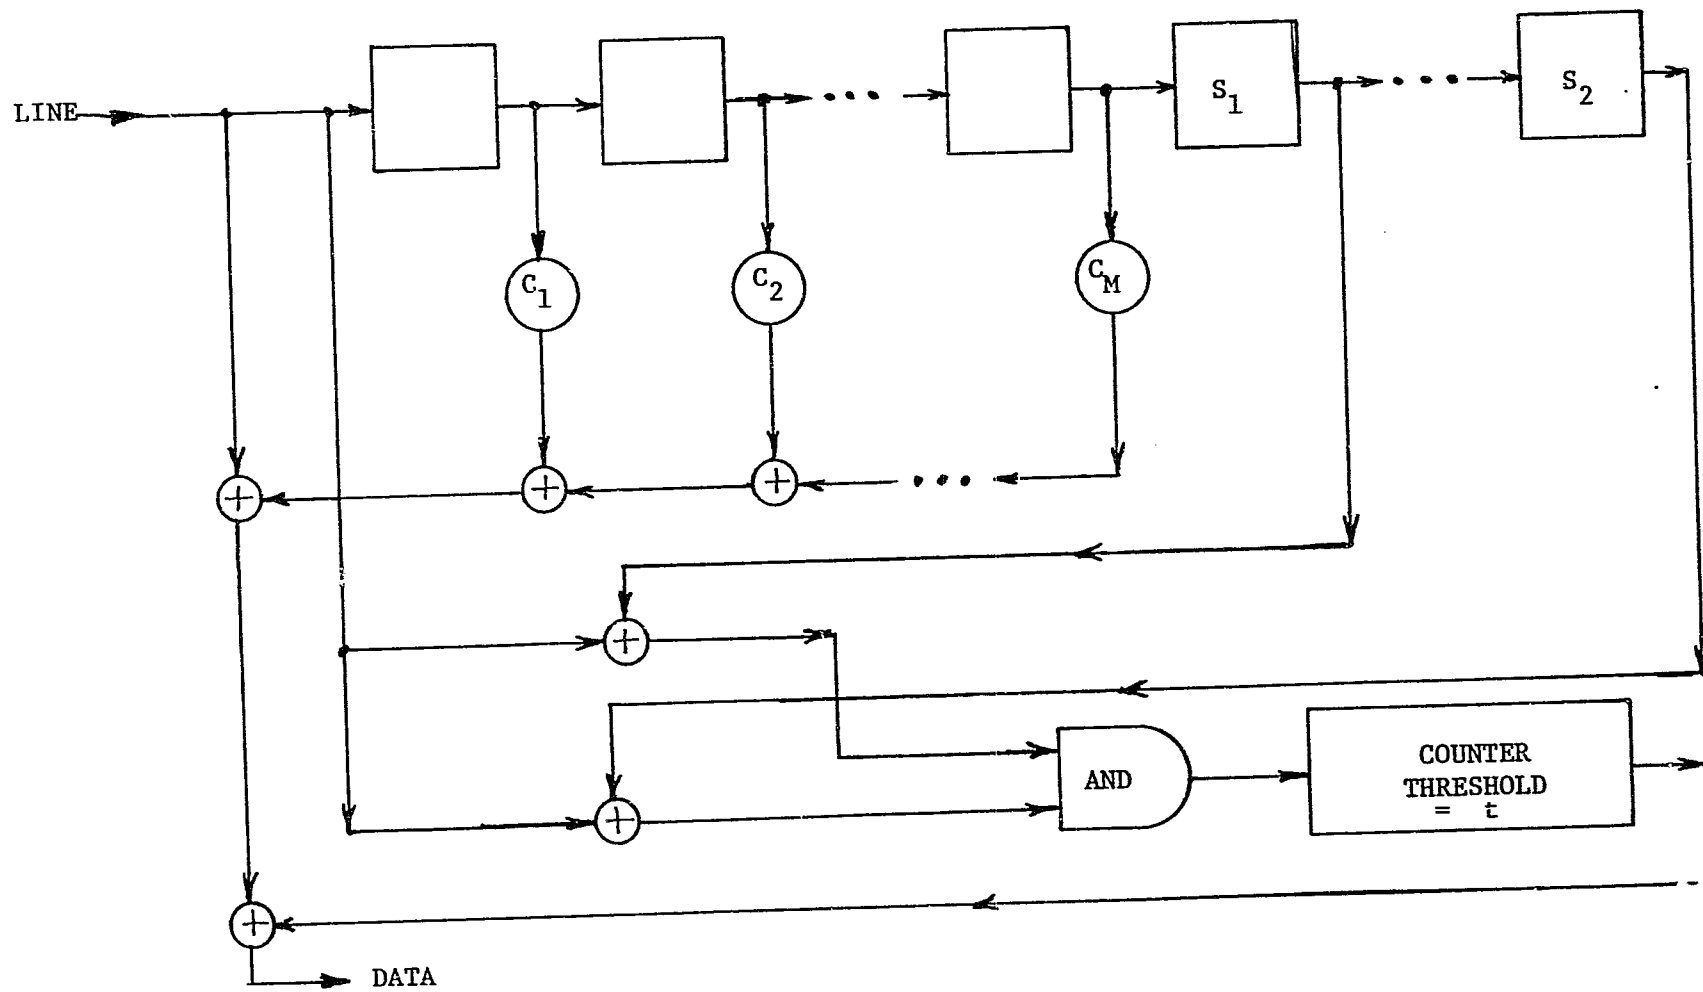 LINE
S1
S2
C1
C2
CM
+
+
+
+
+
AND
COUNTER
THRESHOLD
= t
+
DATA